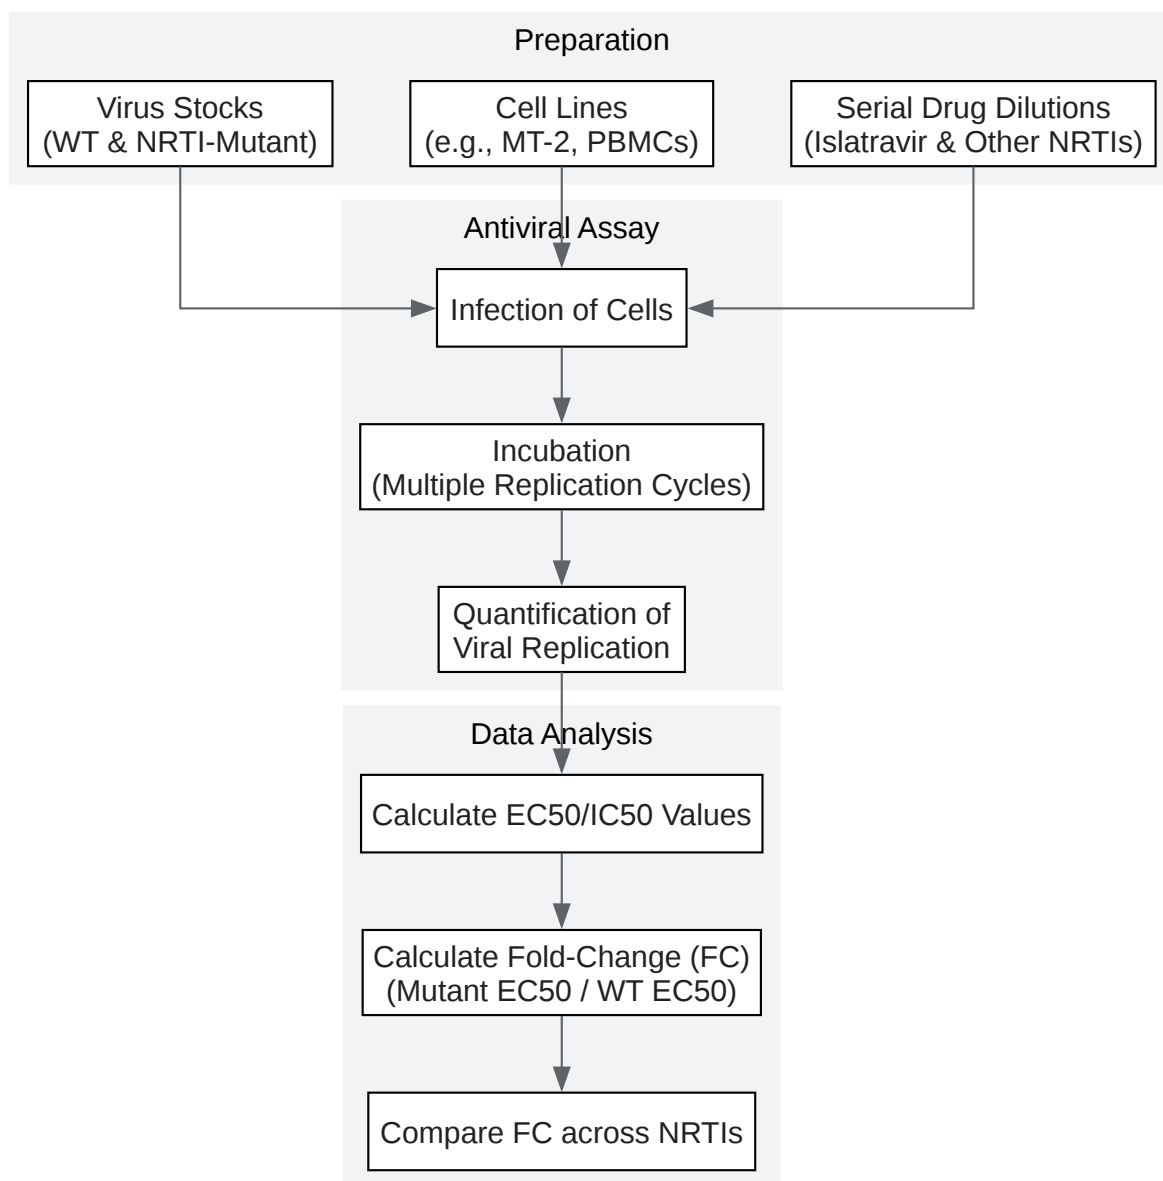 Preparation
Virus Stocks
(WT & NRTI-Mutant)
Cell Lines
(e.g., MT-2, PBMCs)
Serial Drug Dilutions
(Islatravir & Other NRTIs)
Antiviral Assay
Infection of Cells
Incubation
(Multiple Replication Cycles)
Quantification of
Viral Replication
Data Analysis
Calculate EC50/IC50 Values
Calculate Fold-Change (FC)
(Mutant EC50 / WT EC50)
Compare FC across NRTIs